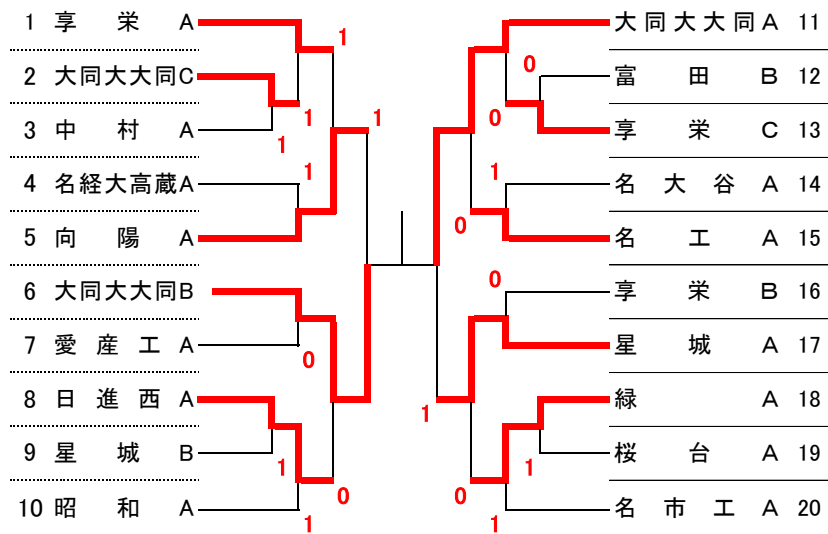 1 享栄 A 1 大同大大同 A 11
2 大同大大同C 0 富田 B 12
3 中村 A 1 1 1 0 享栄 C 13
4 名経大高蔵A 1 1 名大谷 A 14
5 向陽 A 0 名工 A 15
6 大同大大同B 0 享栄 B 16
7 愛産工 A 0 星城 A 17
8 日進西 A 1 緑 A 18
9 星城 B 1 1 桜台 A 19
10 昭和 A 1 0 0 1 名市工 A 20